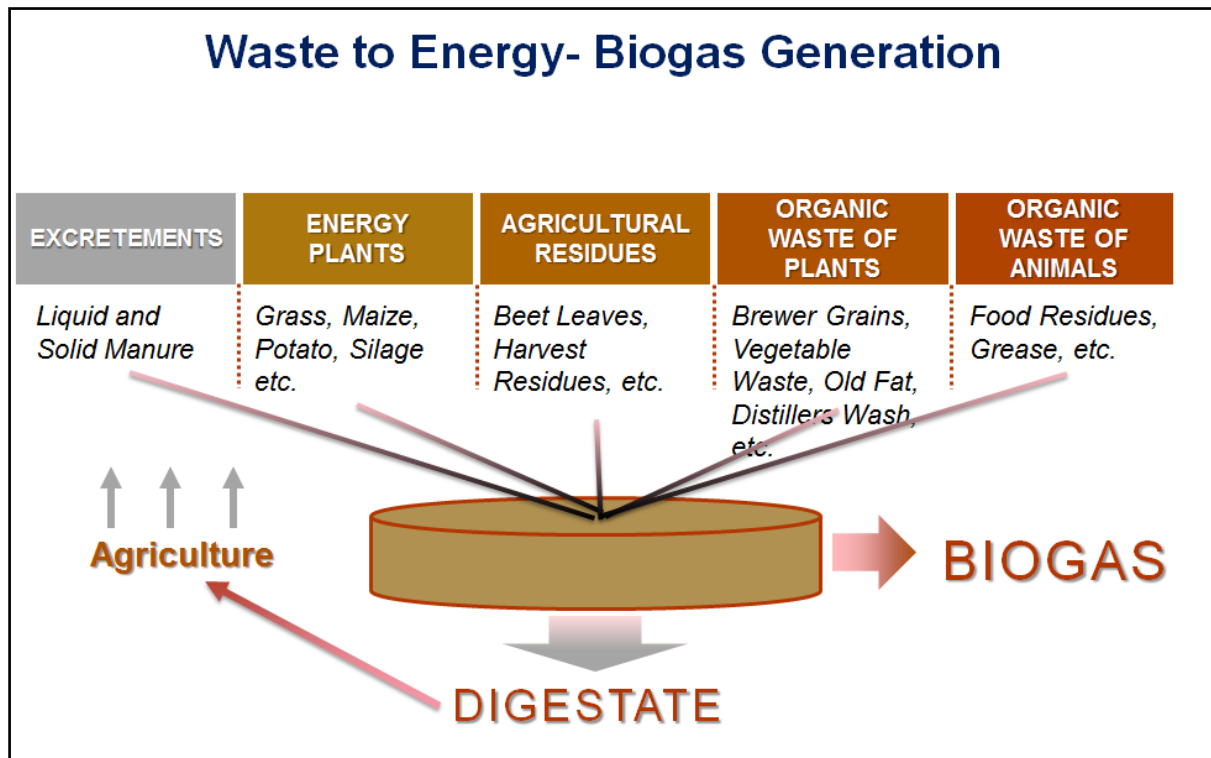 Waste to Energy- Biogas Generation
EXCRETEMENTS
ENERGY
PLANTS
AGRICULTURAL
RESIDUES
ORGANIC
WASTE OF
PLANTS
ORGANIC
WASTE OF
ANIMALS
Liquid and
Solid Manure
Grass, Maize,
Potato, Silage
etc.
Beet Leaves,
Harvest
Residues, etc.
Brewer Grains,
Vegetable
Waste, Old Fat,
Distillers Wash,
etc.
Food Residues,
Grease, etc.
Agriculture
BIOGAS
DIGESTATE